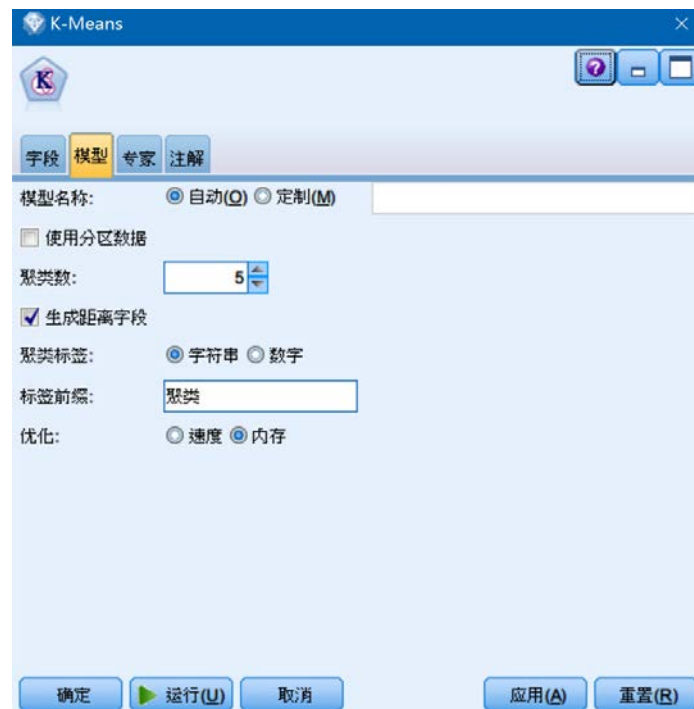 K-Means
K
字段 模型 专家 注解
模型名称: 自动(O) 定制(M)
使用分区数据
聚类数: 5
生成距离字段
聚类标签: 字符串 数字
标签前缀: 聚类
优化: 速度 内存
确定 运行(U) 取消 应用(A) 重置(R)